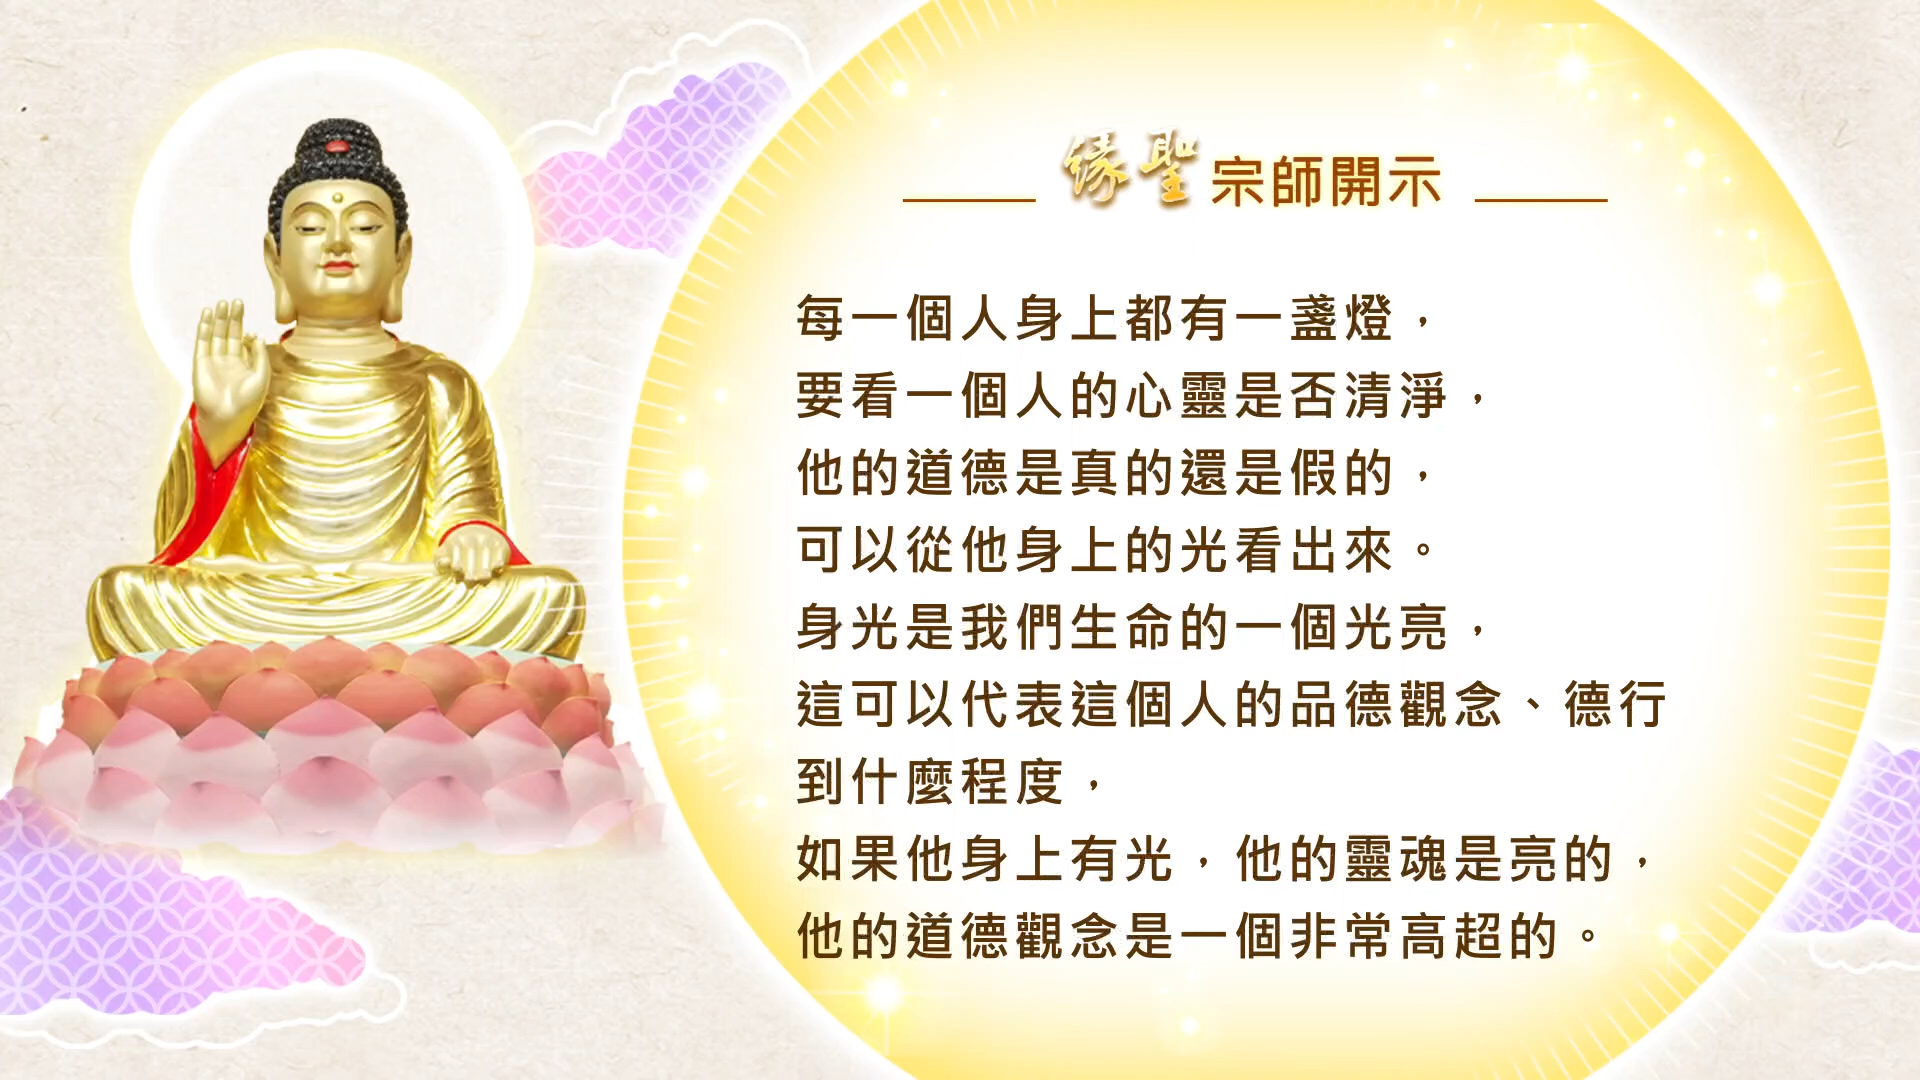 緣聖宗師開示
每一個人身上都有一盞燈，
要看一個人的心靈是否清淨，
他的道德是真的還是假的，
可以從他身上的光看出來。
身光是我們生命的一個光亮，
這可以代表這個人的品德觀念、德行
到什麼程度，
如果他身上有光，他的靈魂是亮的，
他的道德觀念是一個非常高超的。